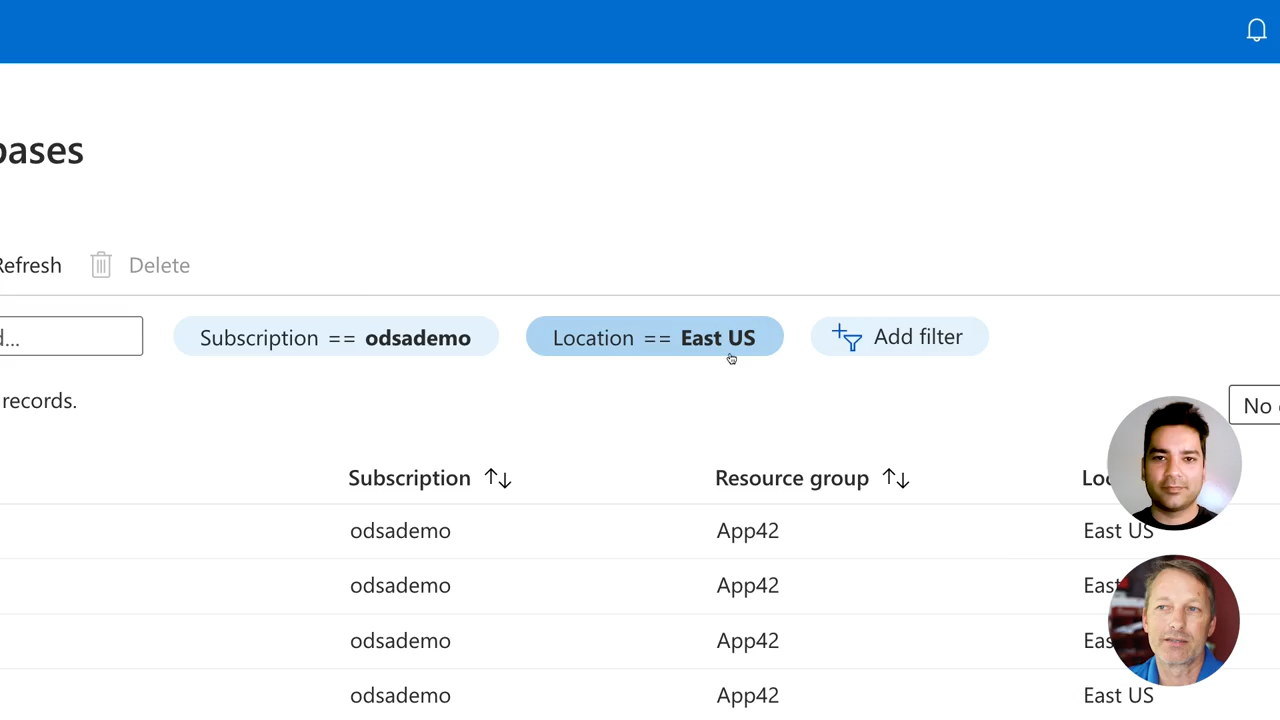 bases
Refresh Delete
d... Subscription == odsademo Location == East US Add filter
records. No
Subscription Resource group Loc
odsademo App42 East US
odsademo App42 East
odsademo App42 Eas
odsademo App42 East US